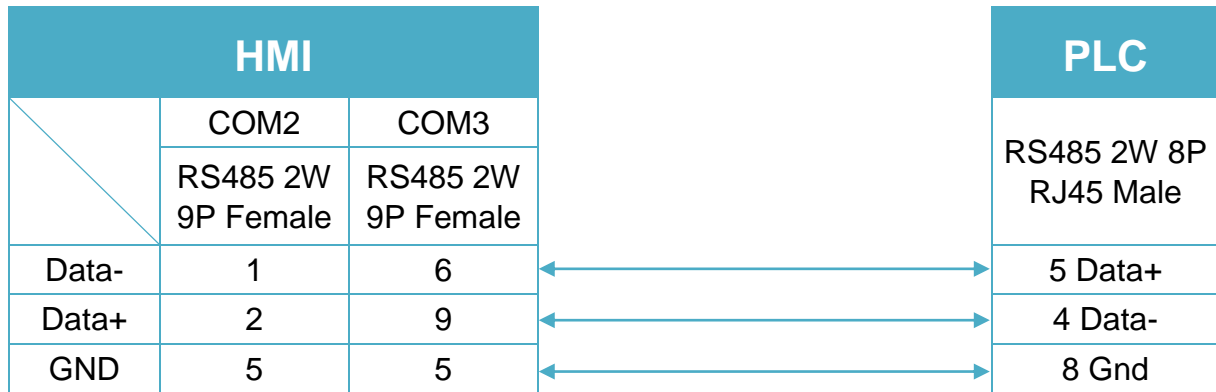 HMI
PLC
COM2 COM3
RS485 2W
9P Female
RS485 2W
9P Female
RS485 2W 8P
RJ45 Male
Data- 1 6 5 Data+
Data+ 2 9 4 Data-
GND 5 5 8 Gnd